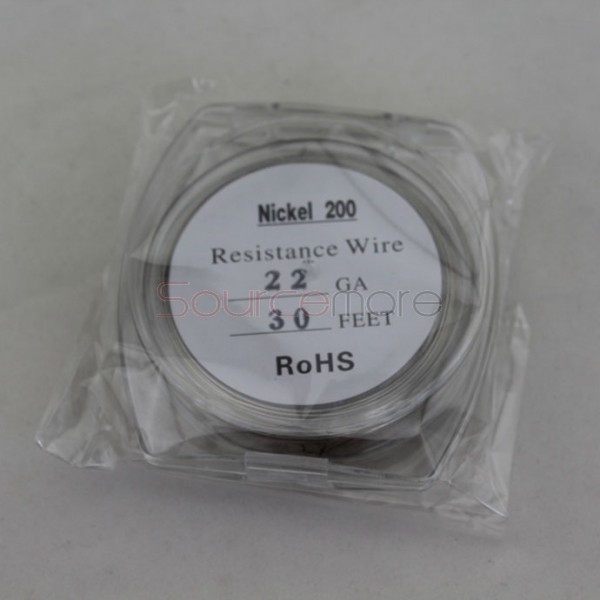 Nickel 200
Resistance Wire
22 GA
Sourcemore
30 FEET
RoHS